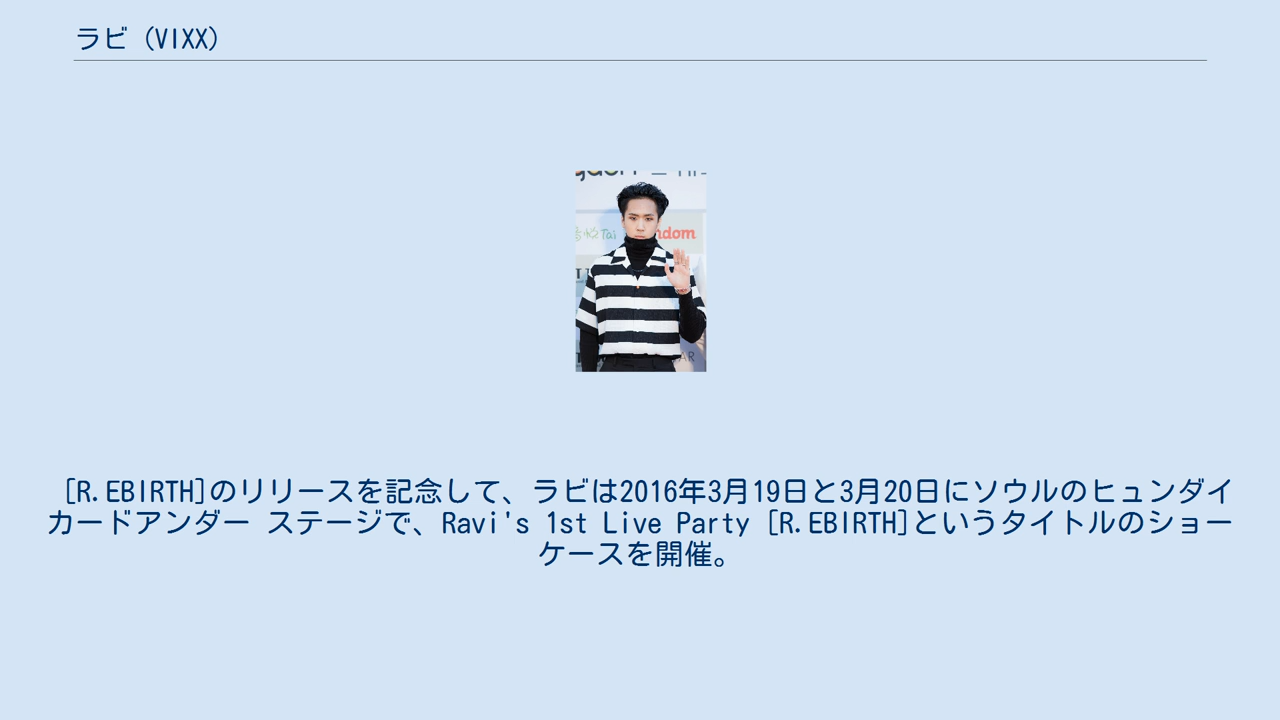 ラビ (VIXX)
Tai
ndom
[R.EBIRTH]のリリースを記念して、ラビは2016年3月19日と3月20日にソウルのヒュンダイ
カードアンダー ステージで、Ravi's 1st Live Party [R.EBIRTH]というタイトルのショー
ケースを開催。